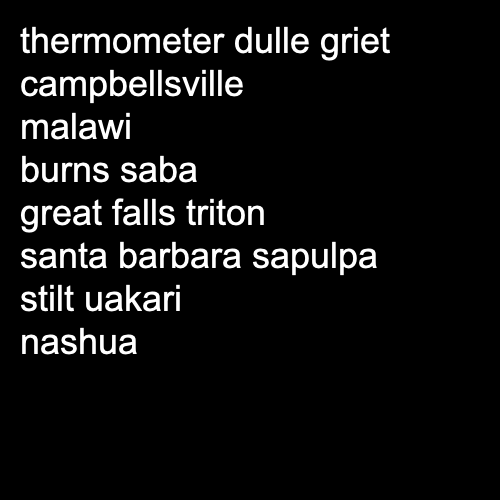 thermometer dulle griet
campbellsville
malawi
burns saba
great falls triton
santa barbara sapulpa
stilt uakari
nashua